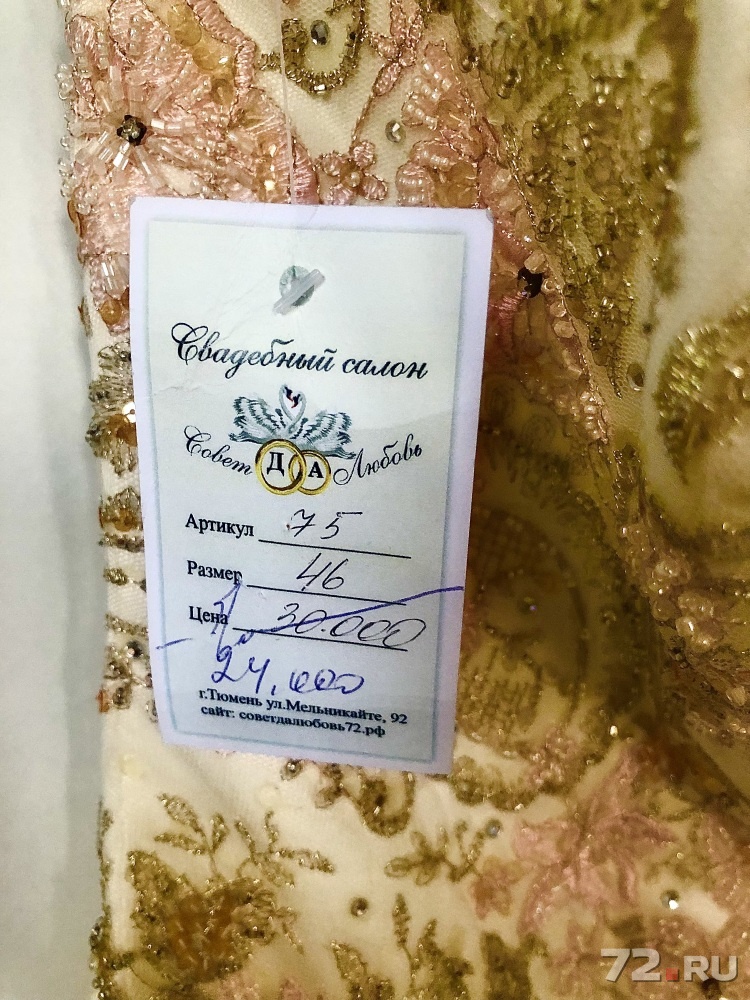 Свадебный салон
Совет ДА Любовь
Артикул 75
Размер 46
Цена 30.000
24,000
г.Тюмень ул.Мельникайте, 92
сайт: советдалюбовь72.рф
72.RU